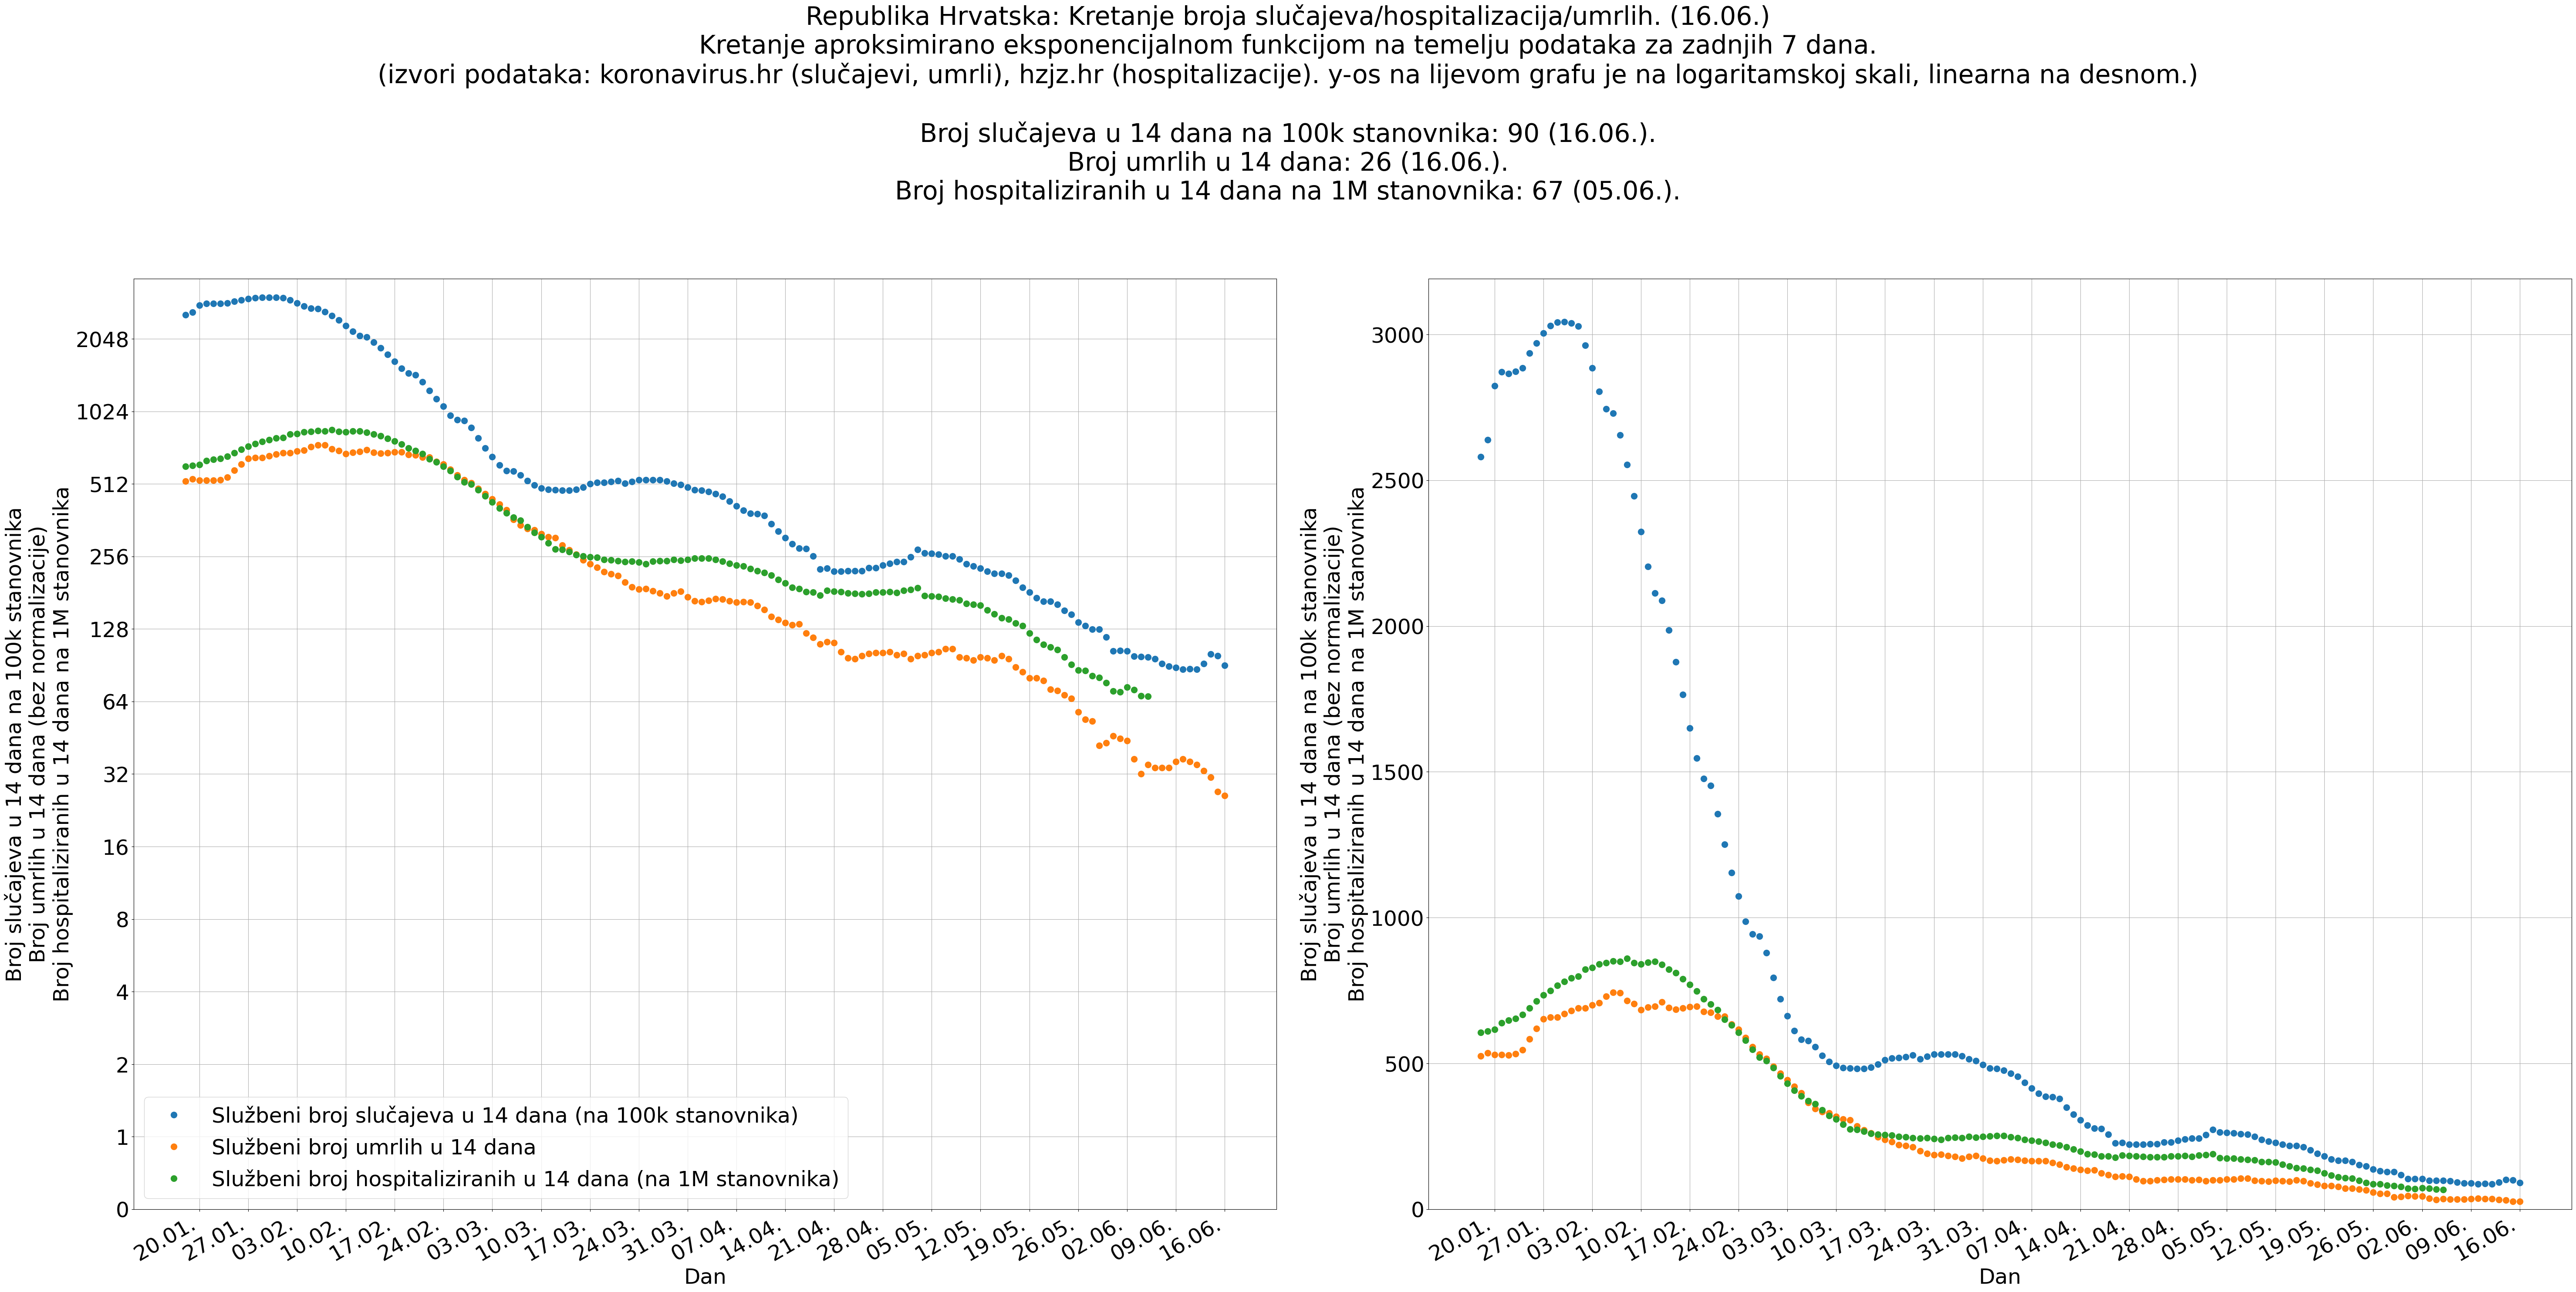 Republika Hrvatska: Kretanje broja slučajeva/hospitalizacija/umrlih. (16.06.)
Kretanje aproksimirano eksponencijalnom funkcijom na temelju podataka za zadnjih 7 dana.
(izvori podataka: koronavirus.hr (slučajevi, umrli), hzjz.hr (hospitalizacije). y-os na lijevom grafu je na logaritamskoj skali, linearna na desnom.)
Broj slučajeva u 14 dana na 100k stanovnika: 90 (16.06.).
Broj umrlih u 14 dana: 26 (16.06.).
Broj hospitaliziranih u 14 dana na 1M stanovnika: 67 (05.06.).
Broj slučajeva u 14 dana na 100k stanovnika
Broj umrlih u 14 dana (bez normalizacije)
Broj hospitaliziranih u 14 dana na 1M stanovnika
2048
1024
512
256
128
64
32
16
8
4
2
1
0
Službeni broj slučajeva u 14 dana (na 100k stanovnika)
Službeni broj umrlih u 14 dana
Službeni broj hospitaliziranih u 14 dana (na 1M stanovnika)
20.01. 27.01. 03.02. 10.02. 17.02. 24.02. 03.03. 10.03. 17.03. 24.03. 31.03. 07.04. 14.04. 21.04. 28.04. 05.05. 12.05. 19.05. 26.05. 02.06. 09.06. 16.06.
Dan
Broj slučajeva u 14 dana na 100k stanovnika
Broj umrlih u 14 dana (bez normalizacije)
Broj hospitaliziranih u 14 dana na 1M stanovnika
3000
2500
2000
1500
1000
500
0
20.01. 27.01. 03.02. 10.02. 17.02. 24.02. 03.03. 10.03. 17.03. 24.03. 31.03. 07.04. 14.04. 21.04. 28.04. 05.05. 12.05. 19.05. 26.05. 02.06. 09.06. 16.06.
Dan